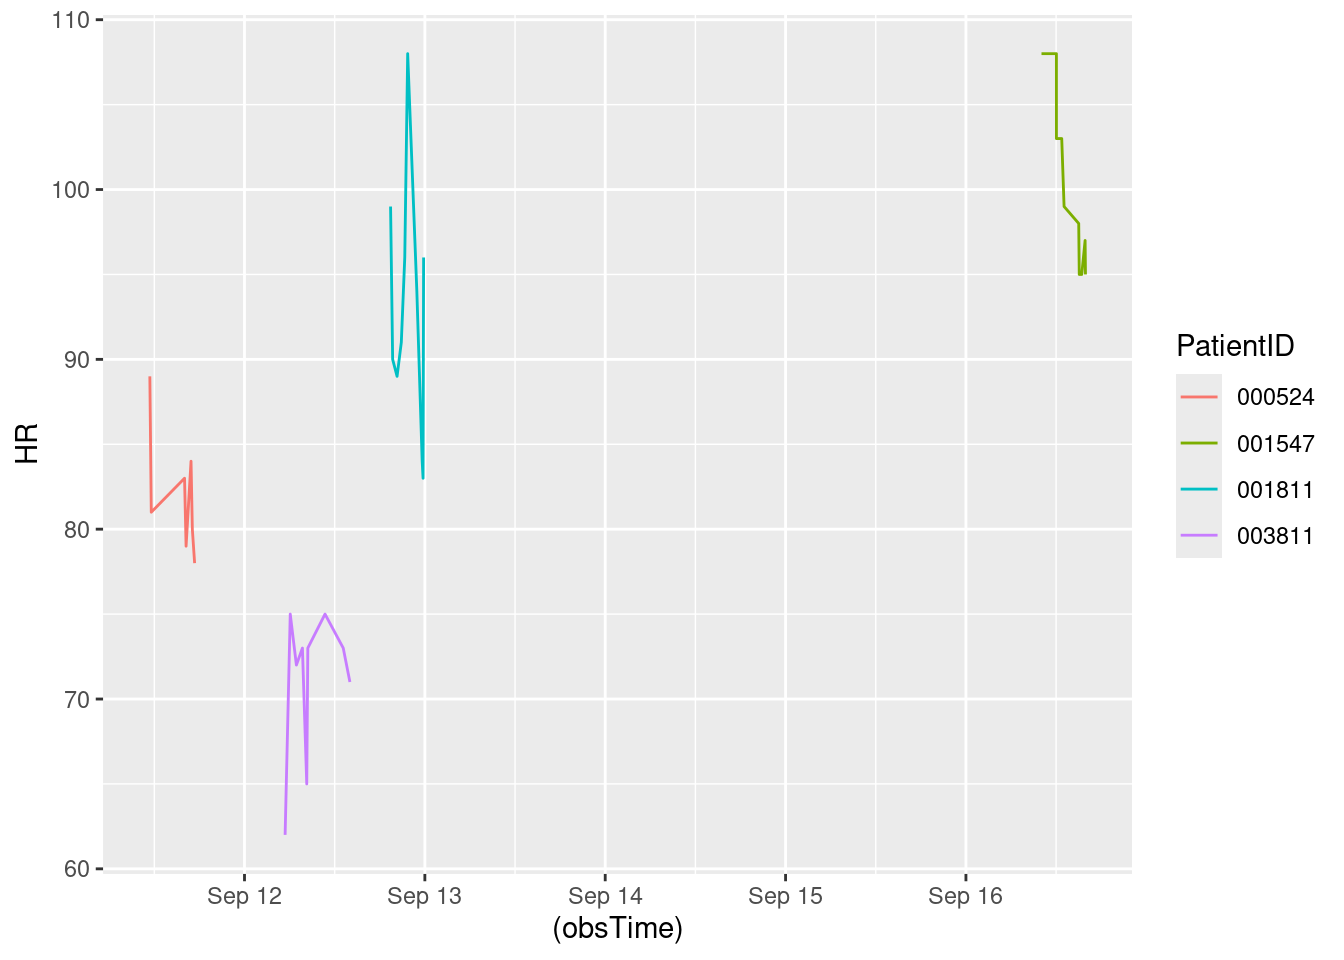 110
100
90
80
70
60
HR
Sep 12
Sep 13
Sep 14
Sep 15
Sep 16
(obsTime)
PatientID
000524
001547
001811
003811